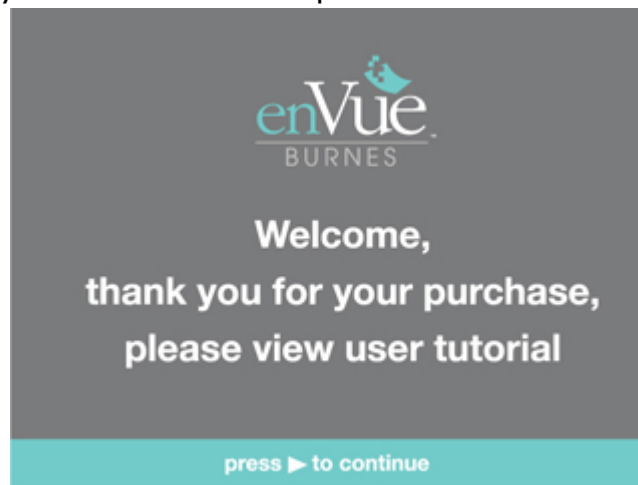 enVue
BURNES
Welcome,
thank you for your purchase,
please view user tutorial
press ▶ to continue